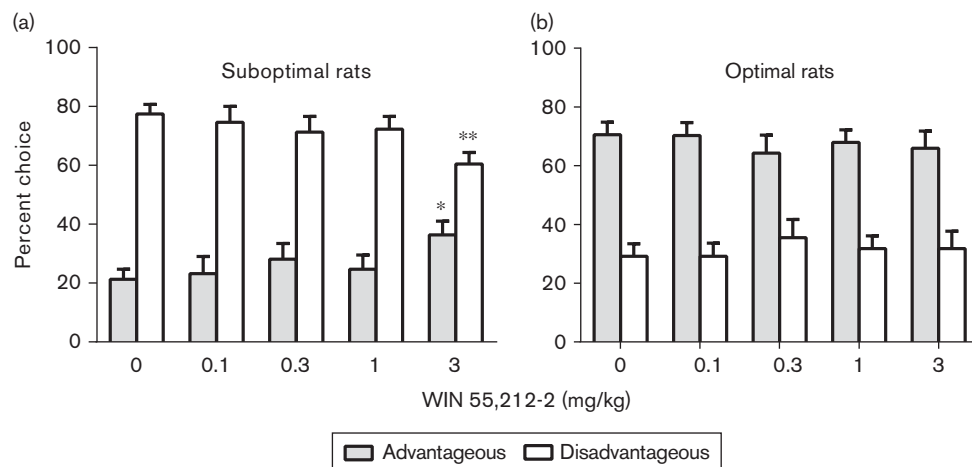 (a)
(b)
Suboptimal rats
Optimal rats
Percent choice
100
80
60
40
20
0
**
*
0 0.1 0.3 1 3
100
80
60
40
20
0
0 0.1 0.3 1 3
WIN 55,212-2 (mg/kg)
Advantageous Disadvantageous